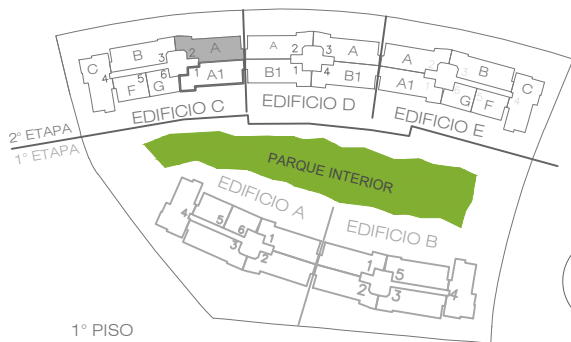 A
B
3
2
C
4
5
6
1
A1
F
G
EDIFICIO C
A
2
3
A
B1
1
4
B1
EDIFICIO D
A
B
C
A1
G
F
4
EDIFICIO E
2° ETAPA
1° ETAPA
PARQUE INTERIOR
EDIFICIO A
4
5
6
1
3
2
EDIFICIO B
1
5
2
3
4
1° PISO